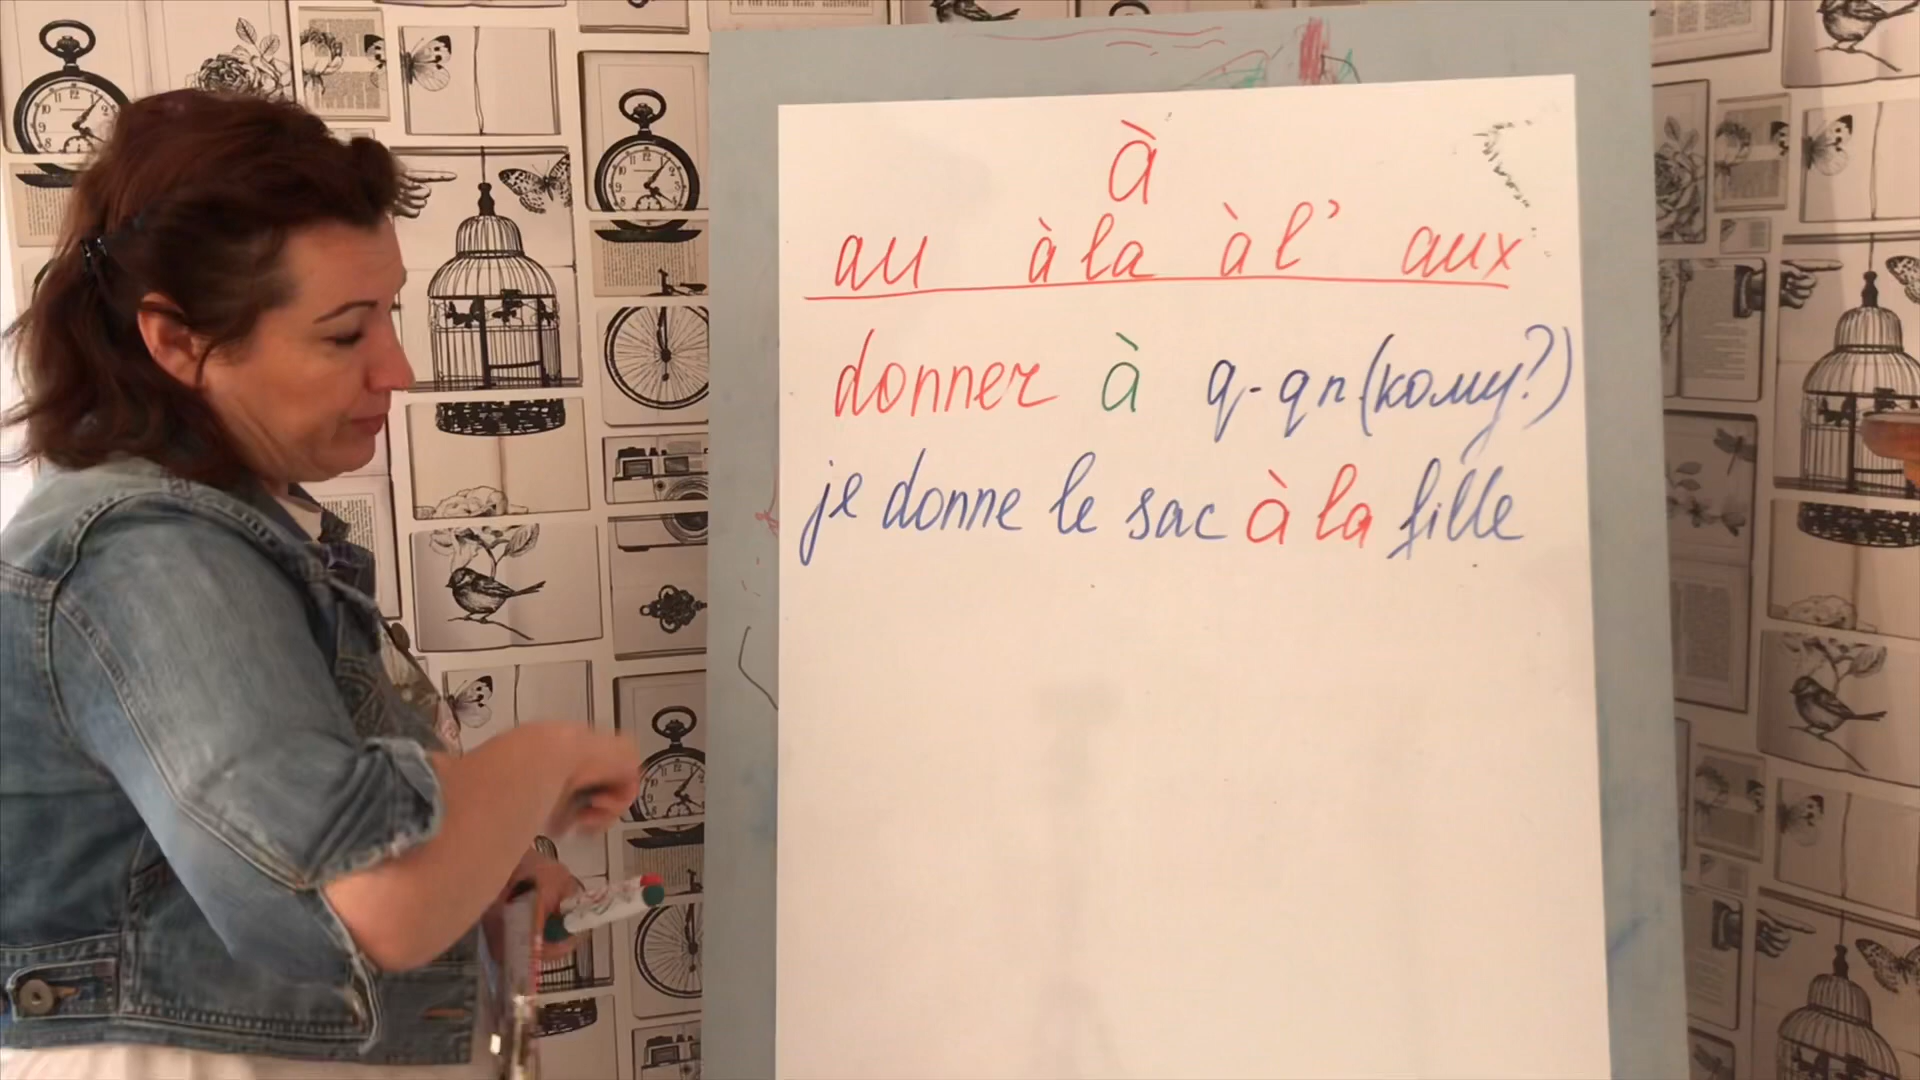 à
au à la à l' aux
donner à q-qn (кому?)
je donne le sac à la fille